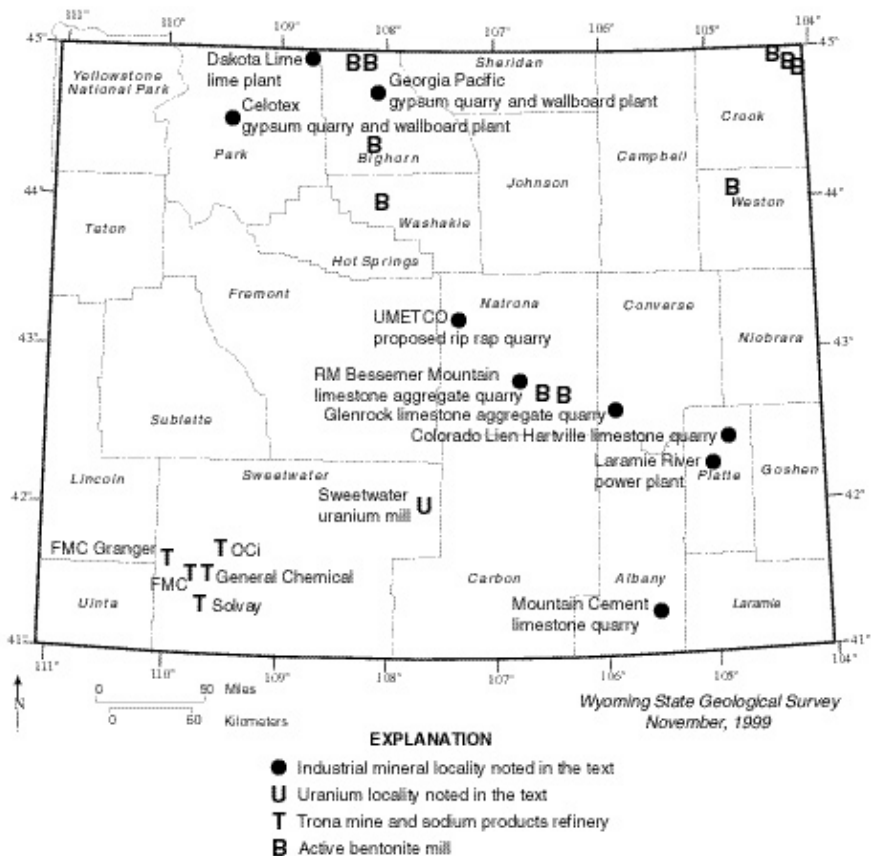 111°
110°
109°
108°
107°
106°
105°
104°
45°
45°
Yellowstone
National Park
Dakota Lime
lime plant
B B
Sheridan
Georgia Pacific
gypsum quarry and wallboard plant
B
B
B
Crook
Celotex
gypsum quarry and wallboard plant
Park
B
Bighorn
Johnson
Campbell
44°
44°
B
B
Weston
Teton
Washakie
Hot Springs
Fremont
Natrona
Converse
43°
43°
UMETCO
proposed rip rap quarry
Niobrara
RM Bessemer Mountain
limestone aggregate quarry
B B
Glenrock limestone aggregate quarry
Sublette
Colorado Lien Hartville limestone quarry
Laramie River
power plant
Platte
Goshen
Lincoln
Sweetwater
42°
42°
Sweetwater
uranium mill
U
FMC Granger
T
T OCi
FMC
T T
General Chemical
T Solvay
Uinta
Carbon
Albany
Laramie
Mountain Cement
limestone quarry
41°
41°
111°
110°
109°
108°
107°
106°
105°
104°
N
0 50 Miles
0 60 Kilometers
Wyoming State Geological Survey
November, 1999
EXPLANATION
Industrial mineral locality noted in the text
U Uranium locality noted in the text
T Trona mine and sodium products refinery
B Active bentonite mill